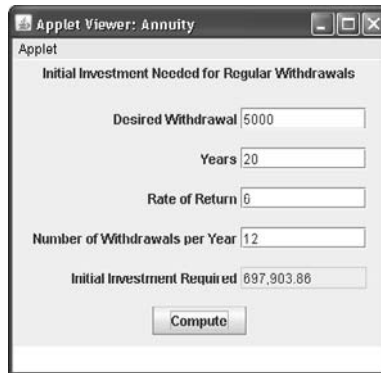 Applet Viewer: Annuity
Applet
Initial Investment Needed for Regular Withdrawals
Desired Withdrawal 5000
Years 20
Rate of Return 6
Number of Withdrawals per Year 12
Initial Investment Required 697,903.86
Compute